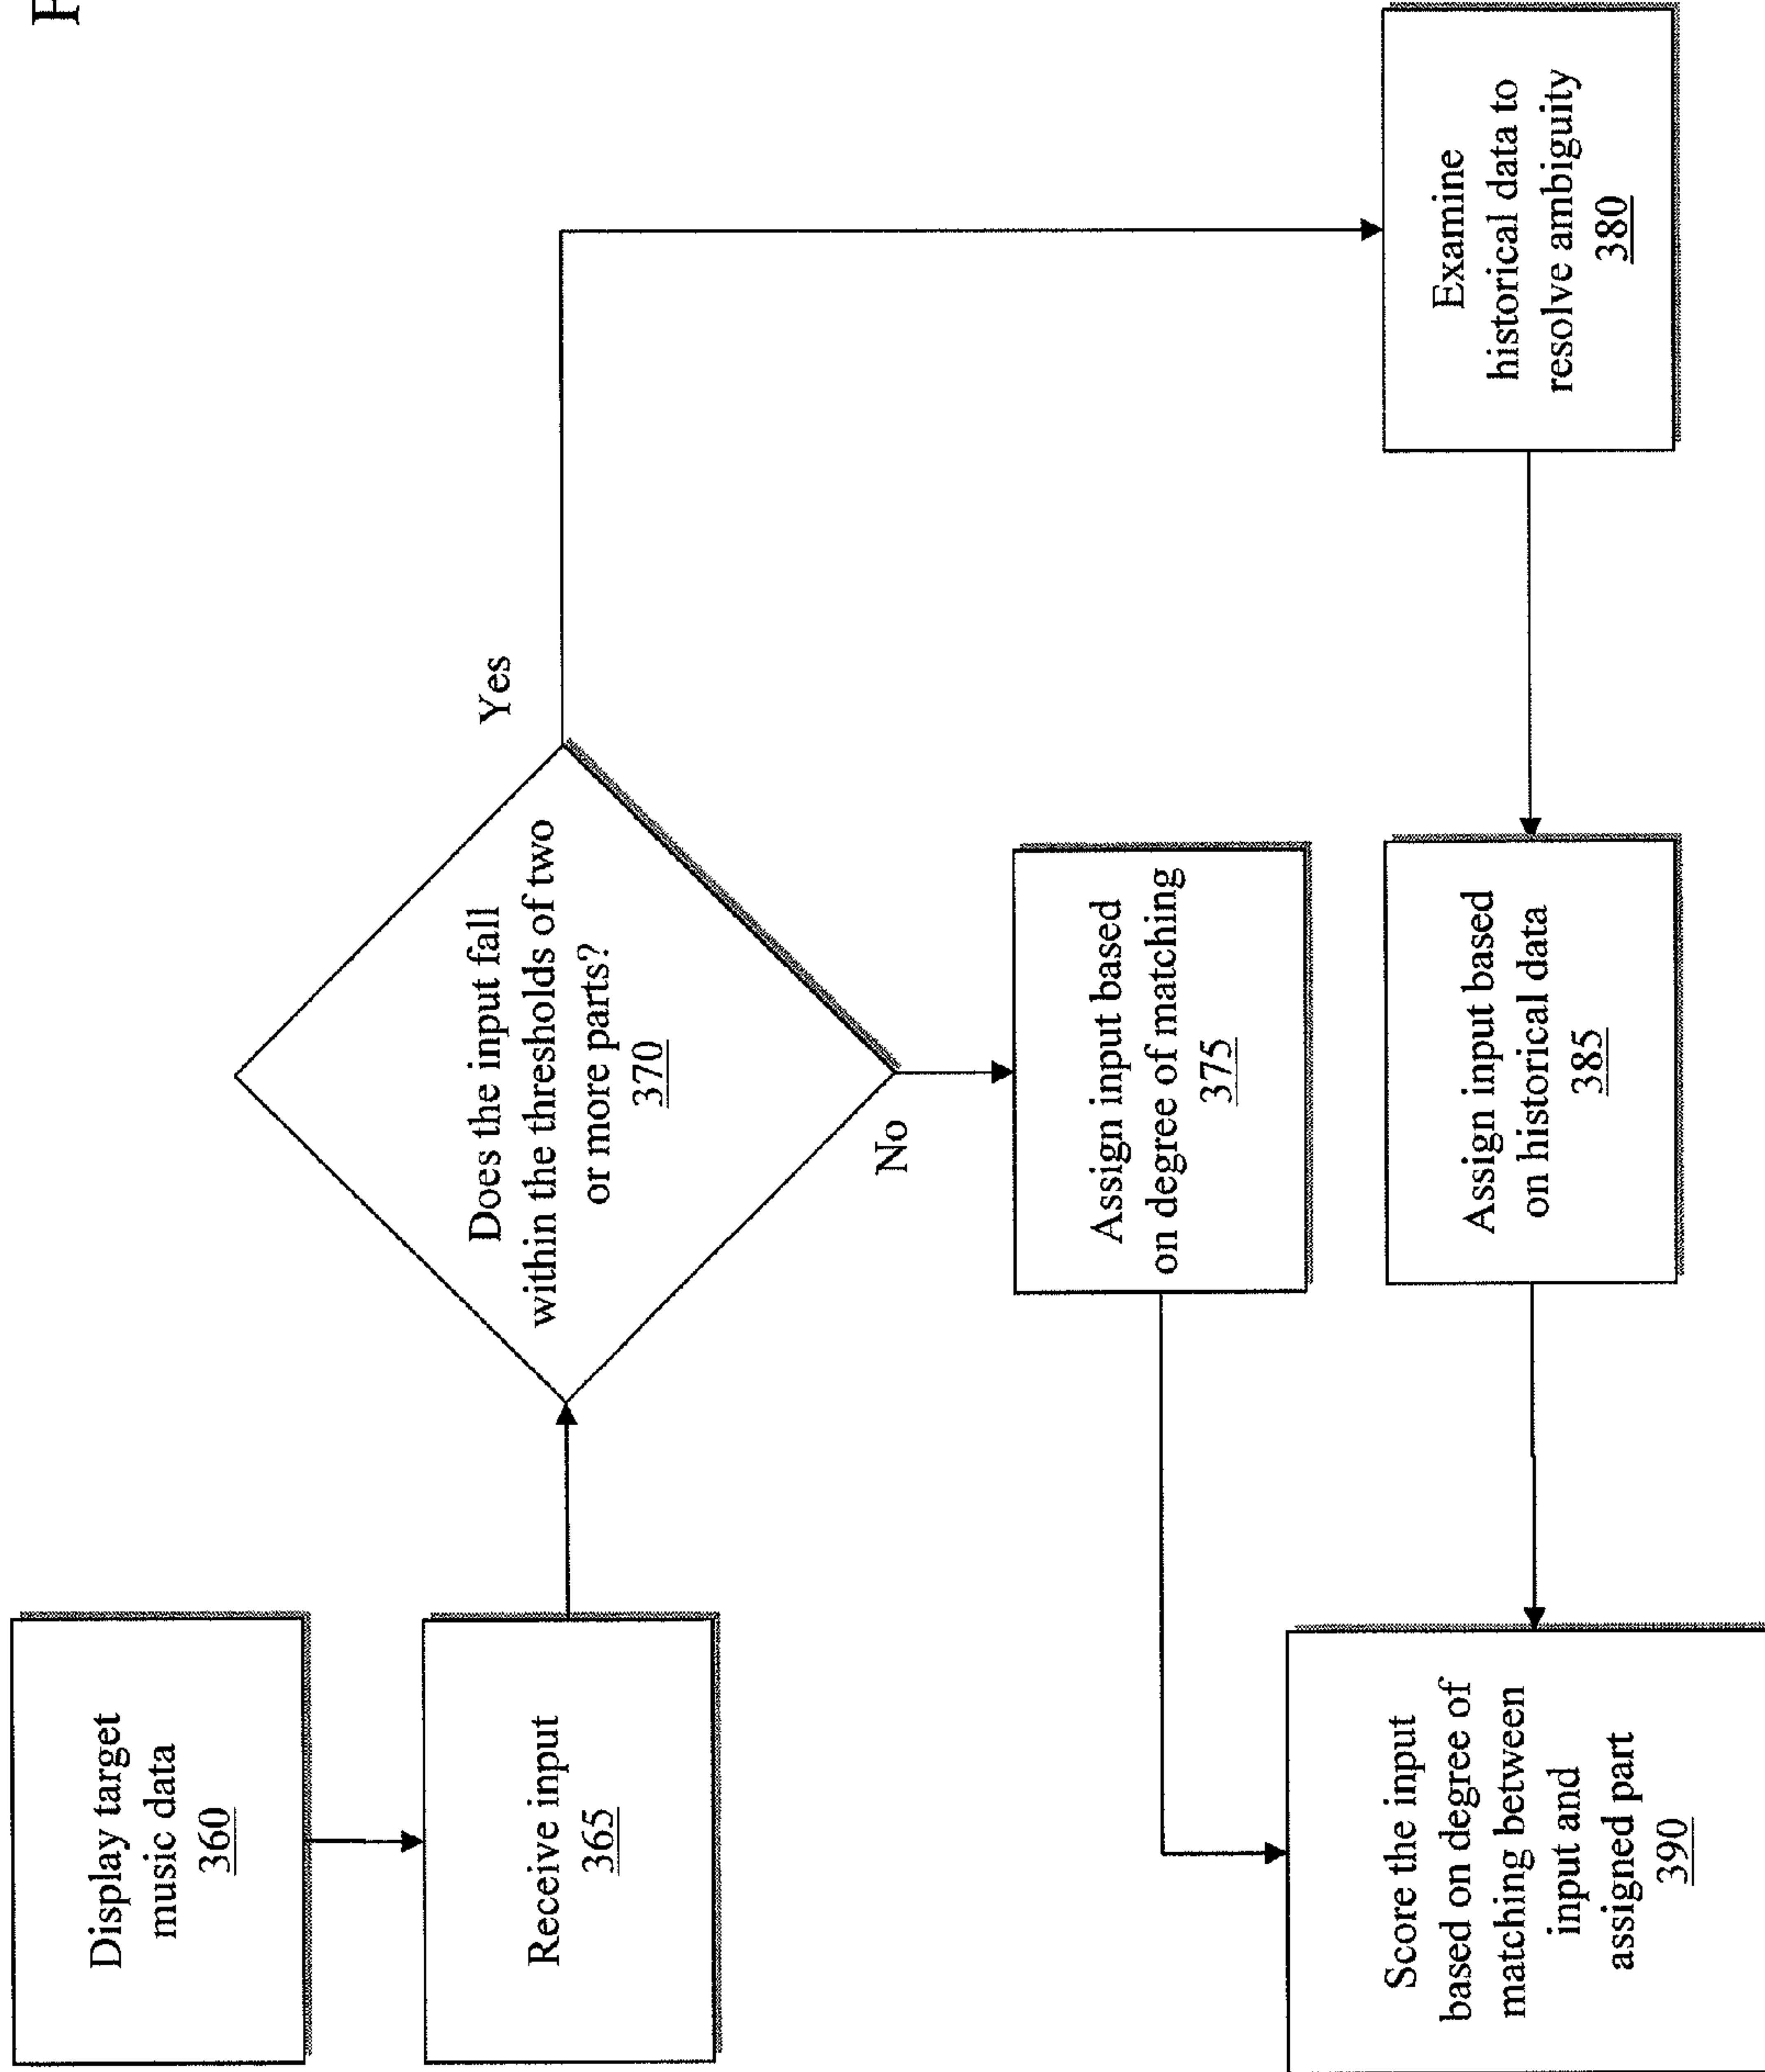 Display target
music data
360
Receive input
365
Does the input fall
within the thresholds of two
or more parts?
370
Yes
No
Assign input based
on degree of matching
375
Examine
historical data to
resolve ambiguity
380
Assign input based
on historical data
385
Score the input
based on degree of
matching between
input and
assigned part
390